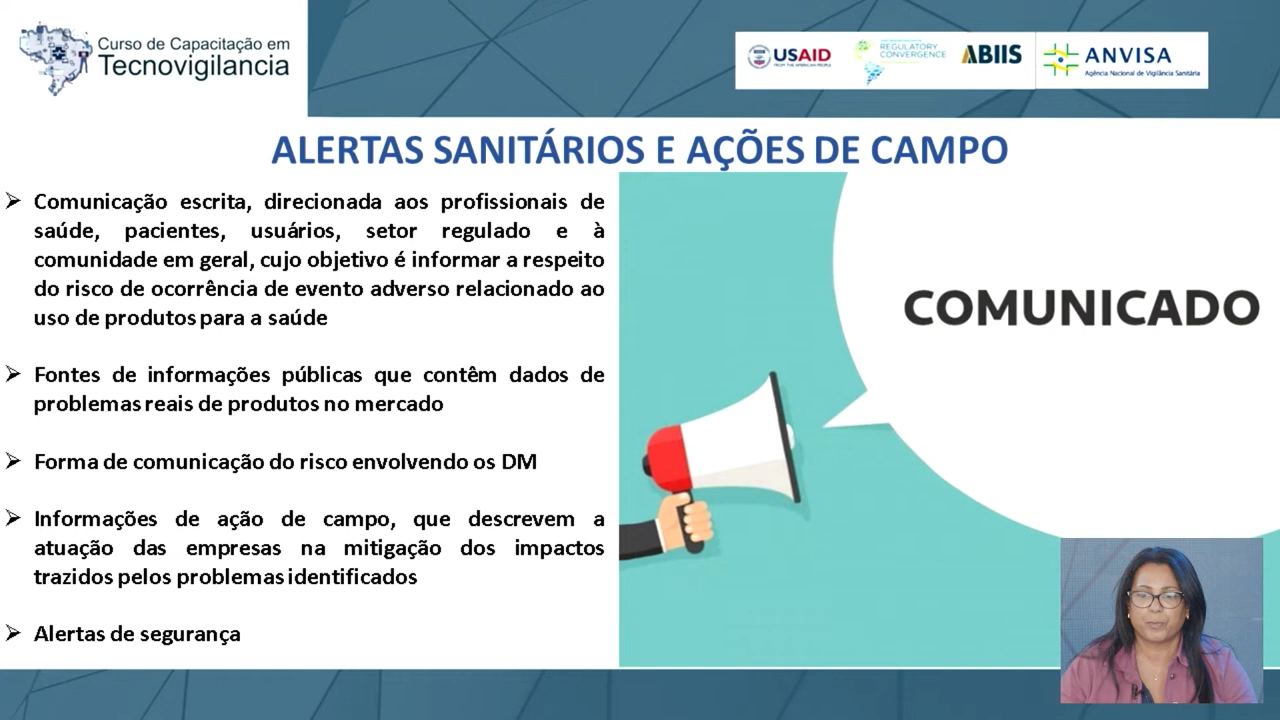 Curso de Capacitação em
Tecnovigilancia
USAID
FROM THE AMERICAN PEOPLE
REGULATORY
CONVERGENCE
ABIIS
ANVISA
Agência Nacional de Vigilância Sanitária
ALERTAS SANITÁRIOS E AÇÕES DE CAMPO
Comunicação escrita, direcionada aos profissionais de
saúde, pacientes, usuários, setor regulado e à
comunidade em geral, cujo objetivo é informar a respeito
do risco de ocorrência de evento adverso relacionado ao
uso de produtos para a saúde
Fontes de informações públicas que contêm dados de
problemas reais de produtos no mercado
Forma de comunicação do risco envolvendo os DM
Informações de ação de campo, que descrevem a
atuação das empresas na mitigação dos impactos
trazidos pelos problemas identificados
Alertas de segurança
COMUNICADO